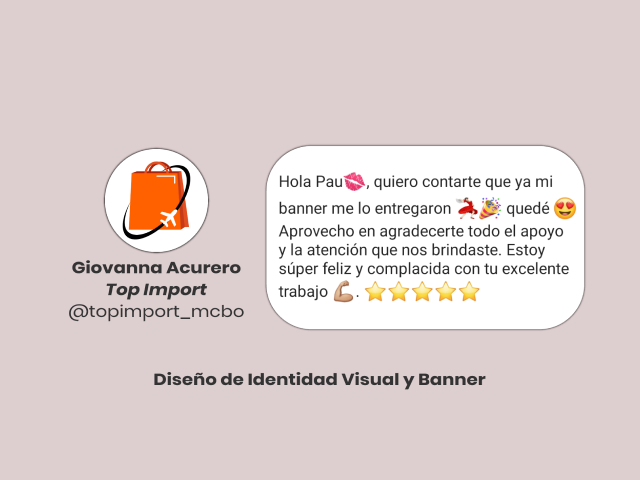 Giovanna Acurero
Top Import
@topimport_mcbo
Hola Pau💋, quiero contarte que ya mi
banner me lo entregaron 💃🎉 quedé 😍
Aprovecho en agradecerte todo el apoyo
y la atención que nos brindaste. Estoy
súper feliz y complacida con tu excelente
trabajo 💪🏼. ⭐⭐⭐⭐⭐
Diseño de Identidad Visual y Banner